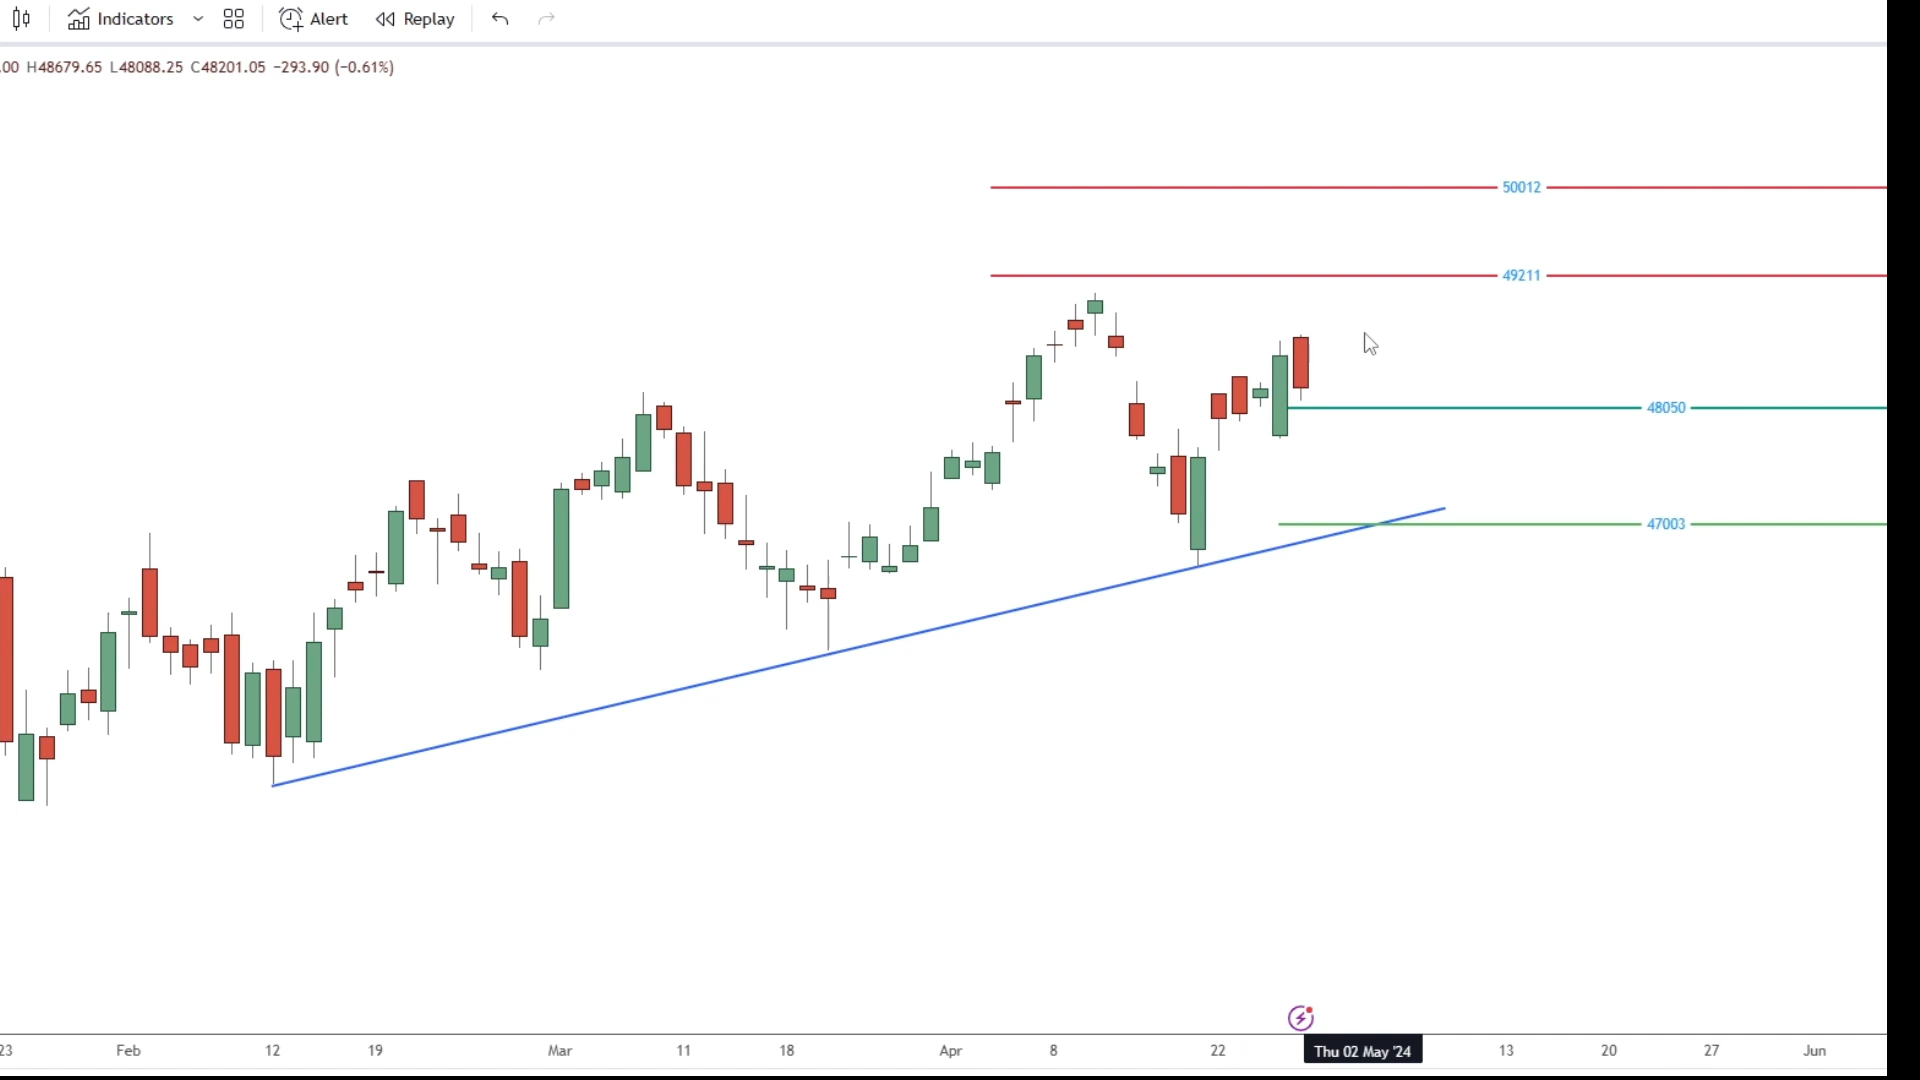 Indicators Alert Replay
.00 H48679.65 L48088.25 C48201.05 −293.90 (−0.61%)
50012
49211
48050
47003
23 Feb 12 19 Mar 11 18 Apr 8 22 Thu 02 May '24 13 20 27 Jun